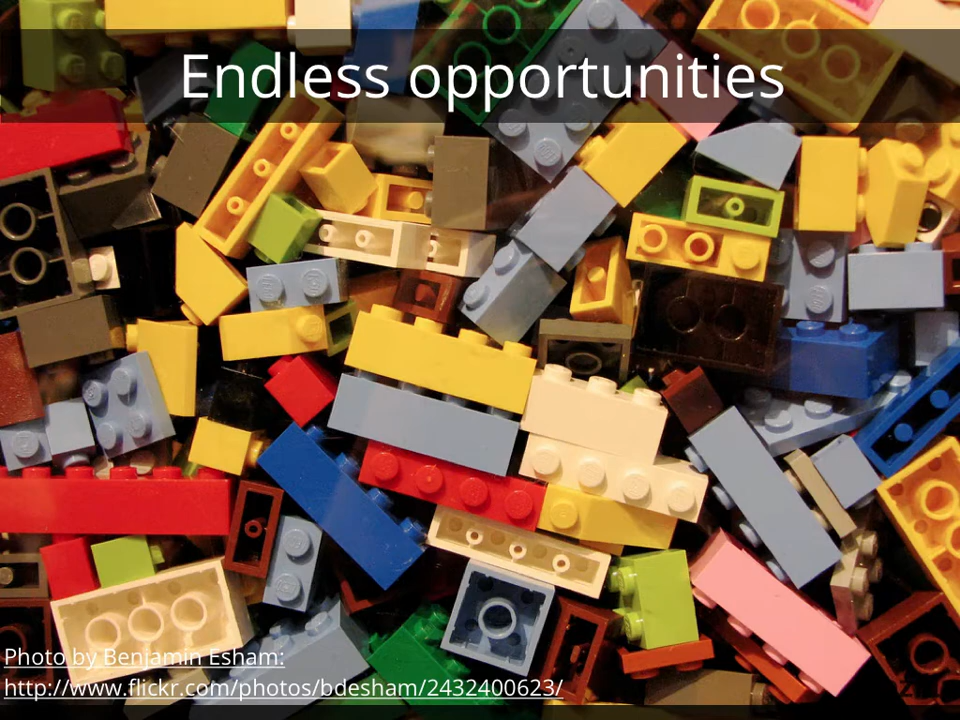 Endless opportunities
Photo by Benjamin Esham:
http://www.flickr.com/photos/bdesham/2432400623/